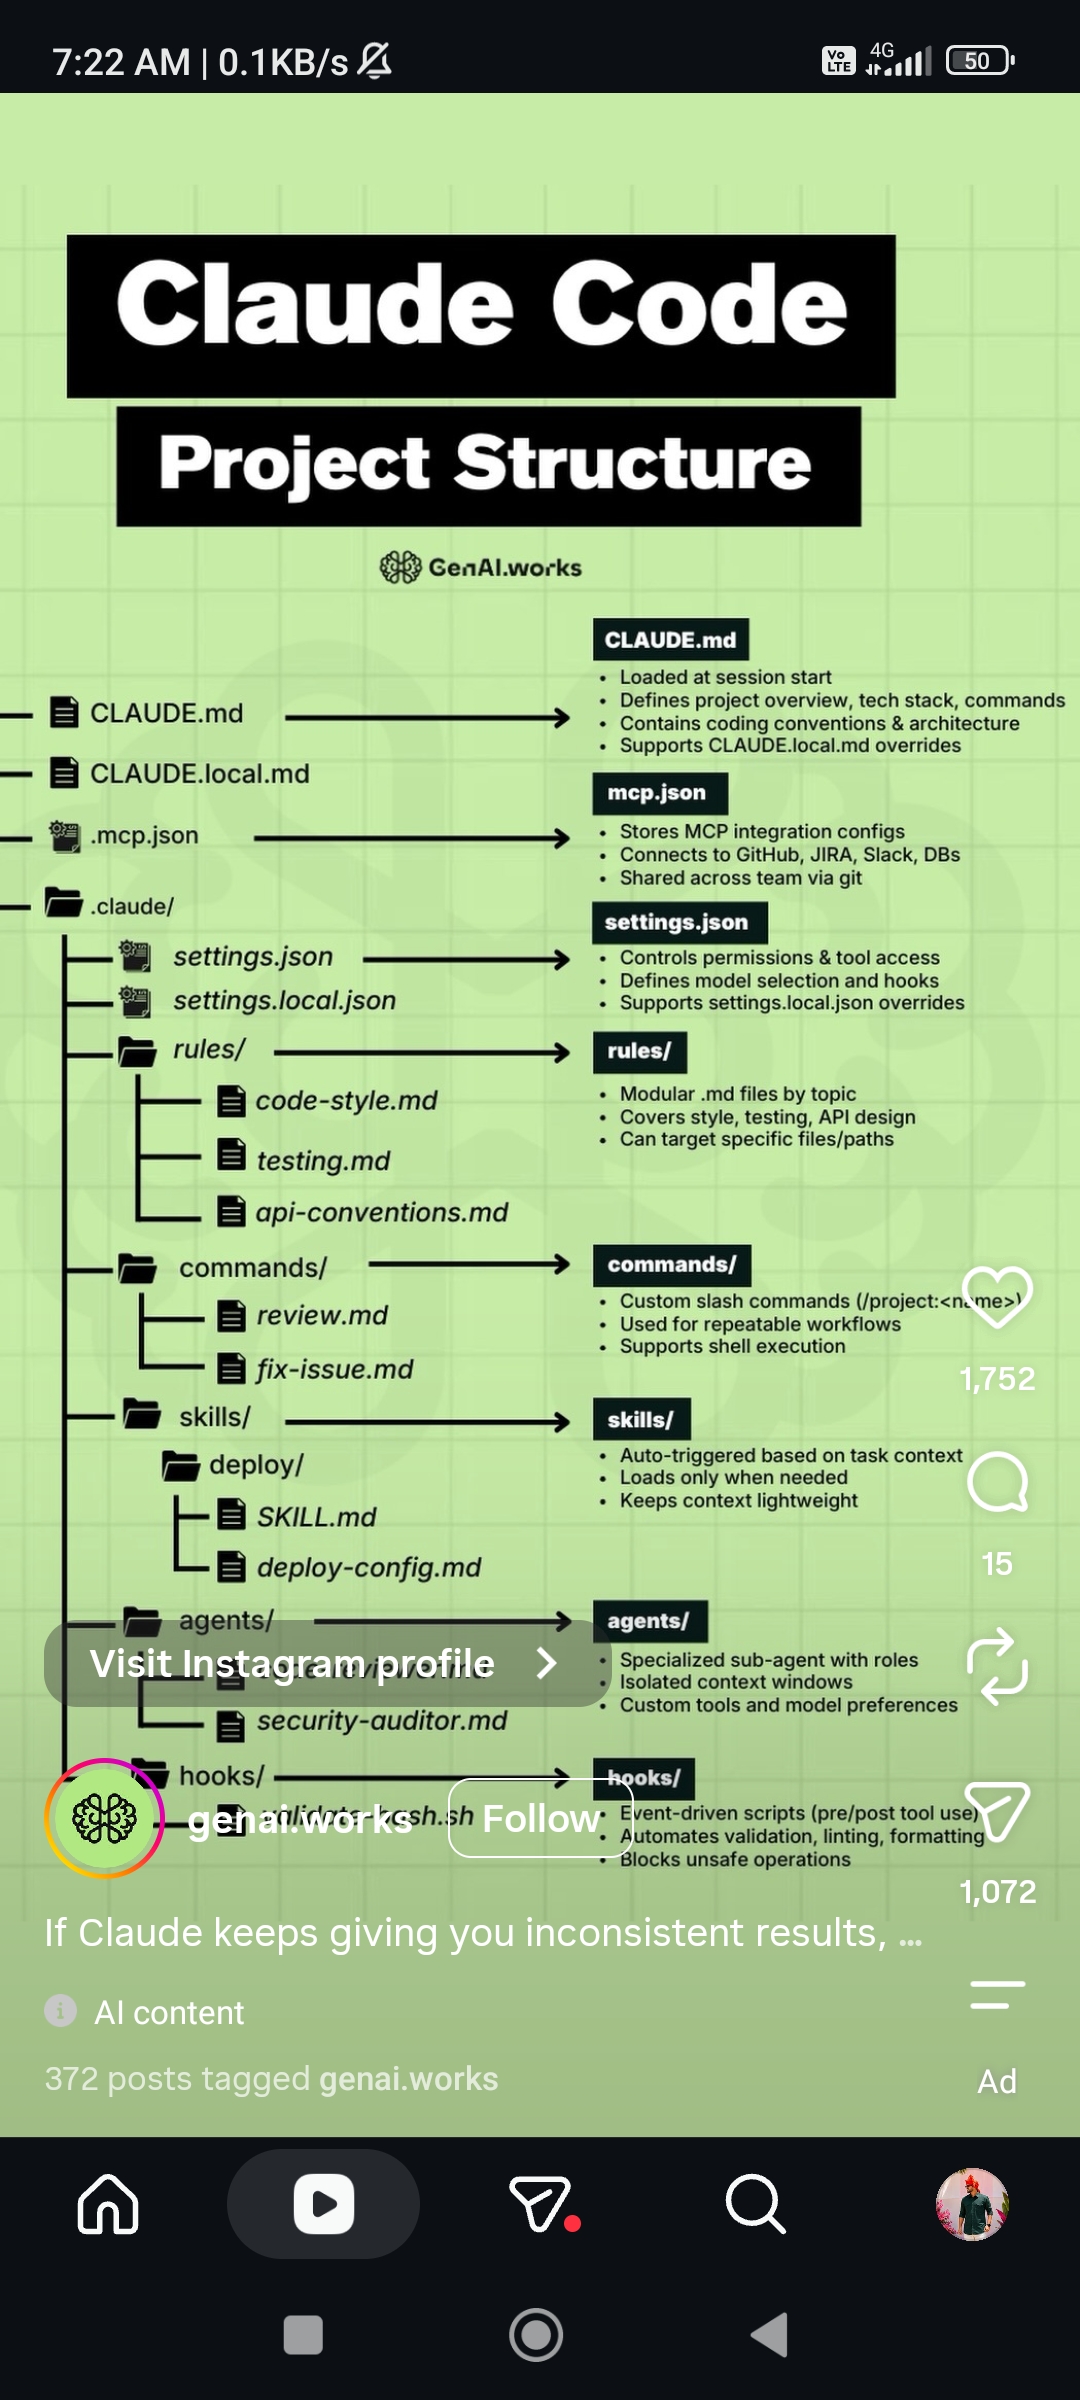 7:22 AM | 0.1KB/s
Vo LTE 4G 50
Claude Code
Project Structure
GenAI.works
CLAUDE.md
CLAUDE.local.md
.mcp.json
.claude/
settings.json
settings.local.json
rules/
code-style.md
testing.md
api-conventions.md
commands/
review.md
fix-issue.md
skills/
deploy/
SKILL.md
deploy-config.md
agents/
security-auditor.md
hooks/
CLAUDE.md
• Loaded at session start
• Defines project overview, tech stack, commands
• Contains coding conventions & architecture
• Supports CLAUDE.local.md overrides
mcp.json
• Stores MCP integration configs
• Connects to GitHub, JIRA, Slack, DBs
• Shared across team via git
settings.json
• Controls permissions & tool access
• Defines model selection and hooks
• Supports settings.local.json overrides
rules/
• Modular .md files by topic
• Covers style, testing, API design
• Can target specific files/paths
commands/
• Custom slash commands (/project:<name>)
• Used for repeatable workflows
• Supports shell execution
skills/
• Auto-triggered based on task context
• Loads only when needed
• Keeps context lightweight
agents/
• Specialized sub-agent with roles
• Isolated context windows
• Custom tools and model preferences
hooks/
• Event-driven scripts (pre/post tool use)
• Automates validation, linting, formatting
• Blocks unsafe operations
1,752
15
1,072
Visit Instagram profile
genai.works
Follow
If Claude keeps giving you inconsistent results, ...
AI content
372 posts tagged genai.works
Ad